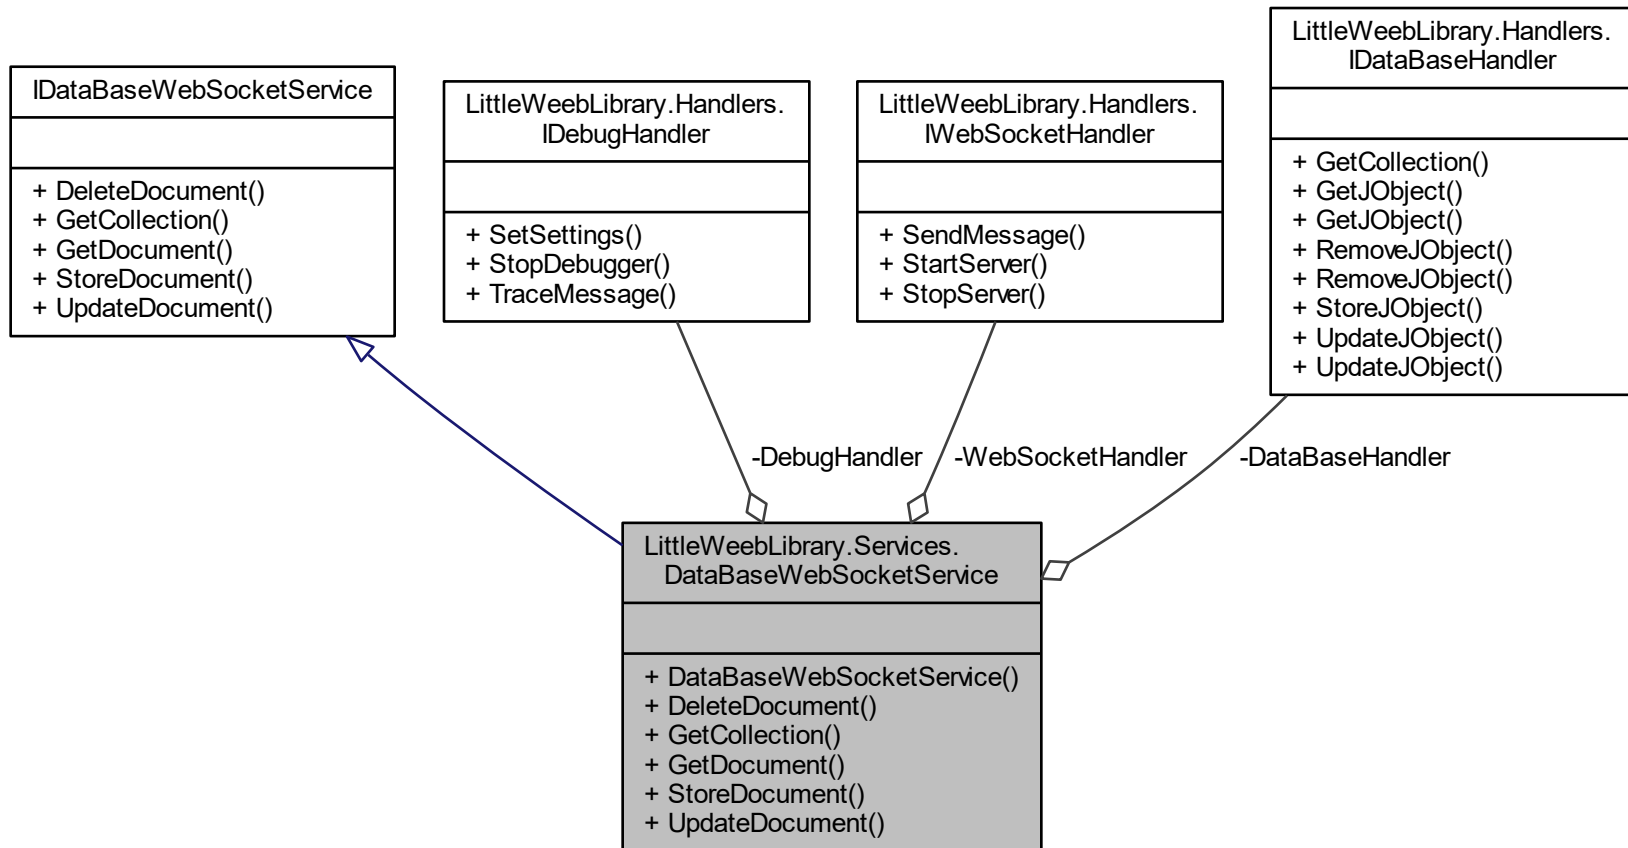 IDataBaseWebSocketService
+ DeleteDocument()
+ GetCollection()
+ GetDocument()
+ StoreDocument()
+ UpdateDocument()
LittleWeebLibrary.Handlers.
IDebugHandler
+ SetSettings()
+ StopDebugger()
+ TraceMessage()
LittleWeebLibrary.Handlers.
IWebSocketHandler
+ SendMessage()
+ StartServer()
+ StopServer()
LittleWeebLibrary.Handlers.
IDataBaseHandler
+ GetCollection()
+ GetJObject()
+ GetJObject()
+ RemoveJObject()
+ RemoveJObject()
+ StoreJObject()
+ UpdateJObject()
+ UpdateJObject()
-DebugHandler
-WebSocketHandler
-DataBaseHandler
LittleWeebLibrary.Services.
DataBaseWebSocketService
+ DataBaseWebSocketService()
+ DeleteDocument()
+ GetCollection()
+ GetDocument()
+ StoreDocument()
+ UpdateDocument()